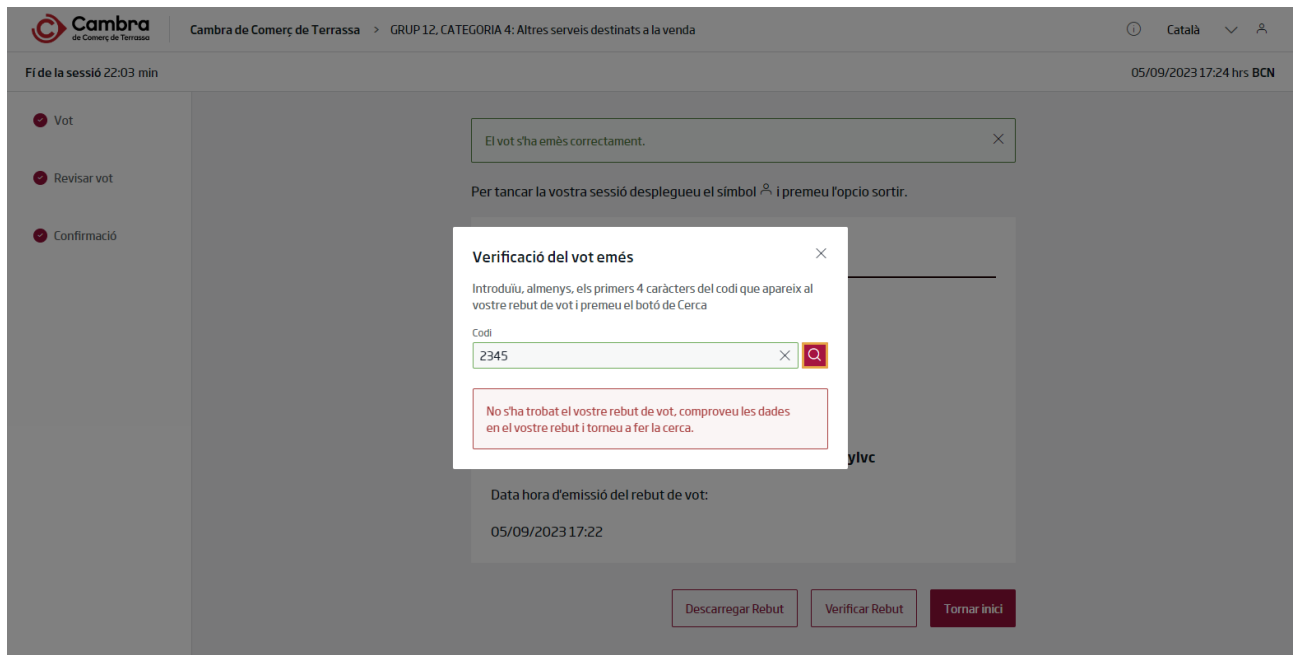 Cambra
de Comerç de Terrassa
Cambra de Comerç de Terrassa > GRUP 12, CATEGORIA 4: Altres serveis destinats a la venda
Català
Fí de la sessió 22:03 min
05/09/2023 17:24 hrs BCN
Vot
Revisar vot
Confirmació
El vot s'ha emès correctament.
Per tancar la vostra sessió desplegueu el símbol i premeu l'opcio sortir.
Verificació del vot emés
Introduïu, almenys, els primers 4 caràcters del codi que apareix al
vostre rebut de vot i premeu el botó de Cerca
Codi
2345
No s'ha trobat el vostre rebut de vot, comproveu les dades
en el vostre rebut i torneu a fer la cerca.
ylvc
Data hora d'emissió del rebut de vot:
05/09/2023 17:22
Descarregar Rebut
Verificar Rebut
Tornar inici